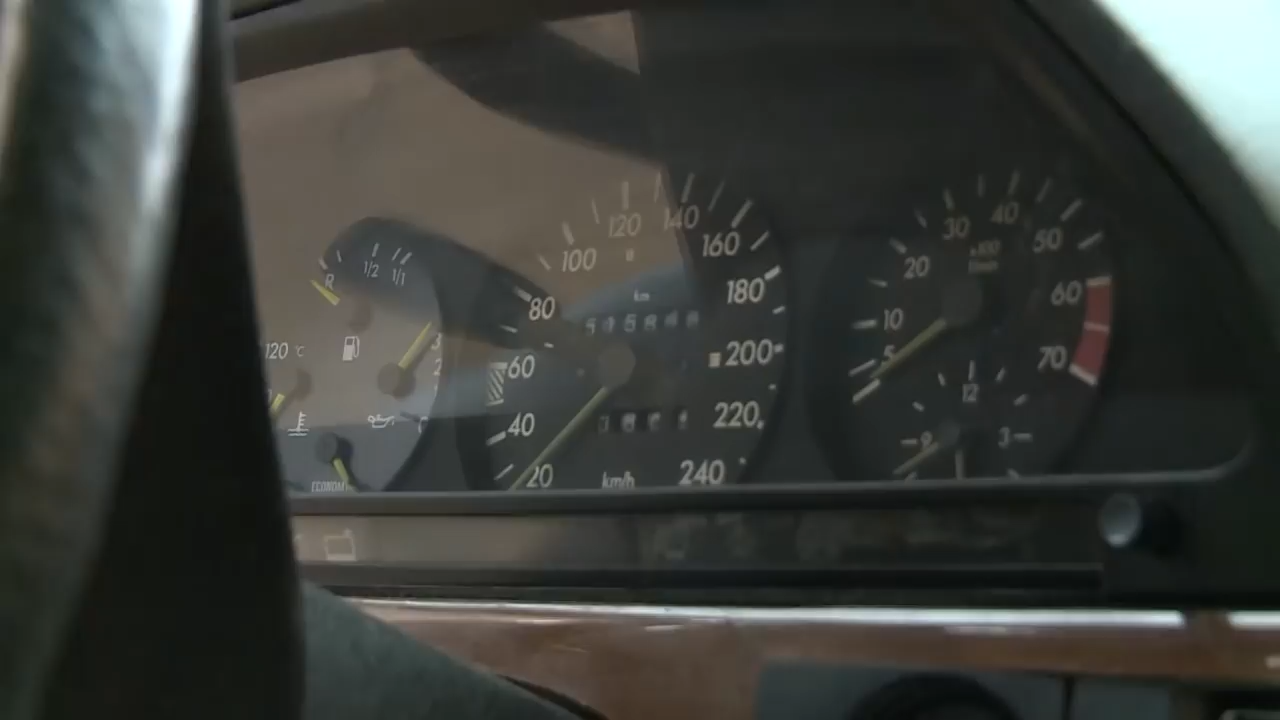 R 1/2 1/1
120 °C
ECONOMY
20 40 60 80 100 120 140 160 180 200 220 240
km
km/h
5 10 20 30 40 50 60 70
x100
12
9 3